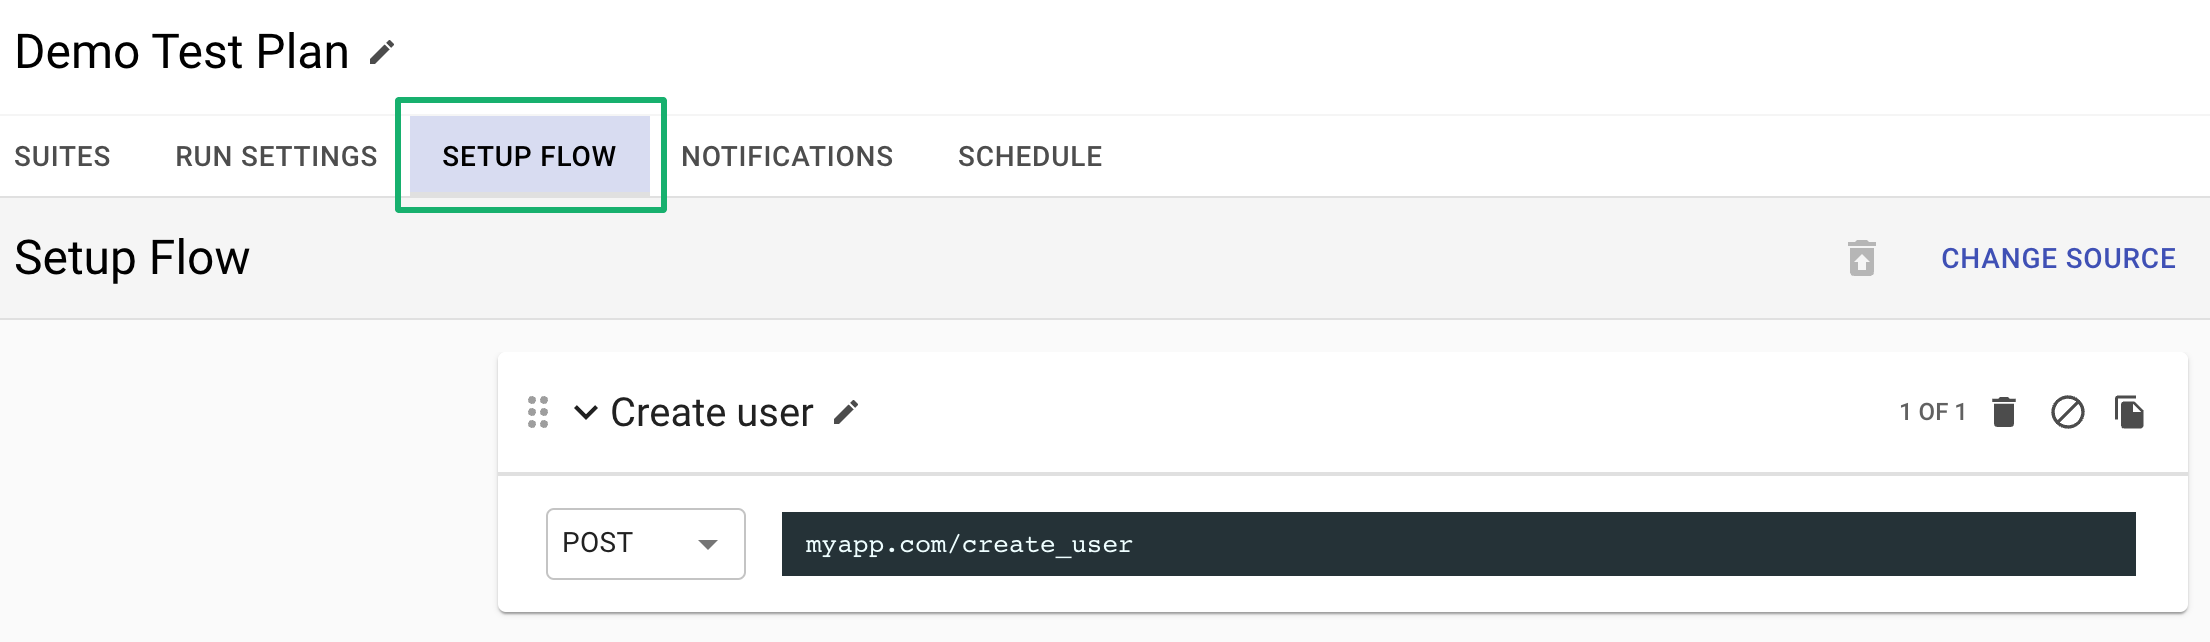 Demo Test Plan
SUITES RUN SETTINGS SETUP FLOW NOTIFICATIONS SCHEDULE
Setup Flow CHANGE SOURCE
Create user 1 OF 1
POST myapp.com/create_user